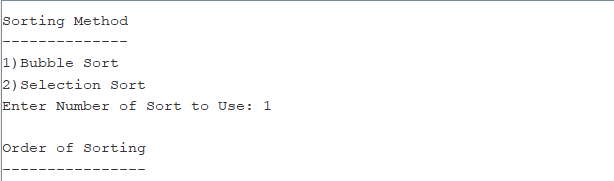 Sorting Method
--------------
1)Bubble Sort
2)Selection Sort
Enter Number of Sort to Use: 1
Order of Sorting
----------------